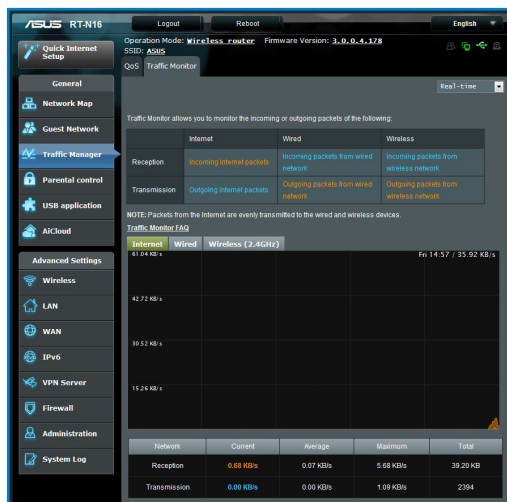 ASUS RT-N16
Logout
Reboot
English
Quick Internet
Setup
Operation Mode: Wireless router Firmware Version: 3.0.0.4.178
SSID: ASUS
QoS Traffic Monitor
General
Network Map
Guest Network
Traffic Manager
Parental control
USB application
AiCloud
Advanced Settings
Wireless
LAN
WAN
IPv6
VPN Server
Firewall
Administration
System Log
Real-time
Traffic Monitor allows you to monitor the incoming or outgoing packets of the following:
Internet Wired Wireless
Reception Incoming Internet packets Incoming packets from wired network Incoming packets from wireless network
Transmission Outgoing Internet packets Outgoing packets from wired network Outgoing packets from wireless network
NOTE: Packets from the Internet are evenly transmitted to the wired and wireless devices.
Traffic Monitor FAQ
Internet Wired Wireless (2.4GHz)
61.04 KB/s
Fri 14:57 / 35.92 KB/s
42.72 KB/s
30.52 KB/s
15.26 KB/s
Network Current Average Maximum Total
Reception 0.68 KB/s 0.07 KB/s 5.68 KB/s 39.20 KB
Transmission 0.00 KB/s 0.00 KB/s 1.09 KB/s 2394